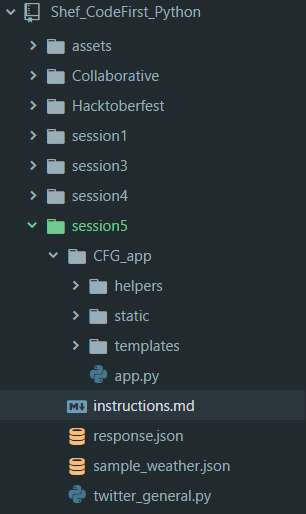 Shef_CodeFirst_Python
assets
Collaborative
Hacktoberfest
session1
session3
session4
session5
CFG_app
helpers
static
templates
app.py
instructions.md
response.json
sample_weather.json
twitter_general.py